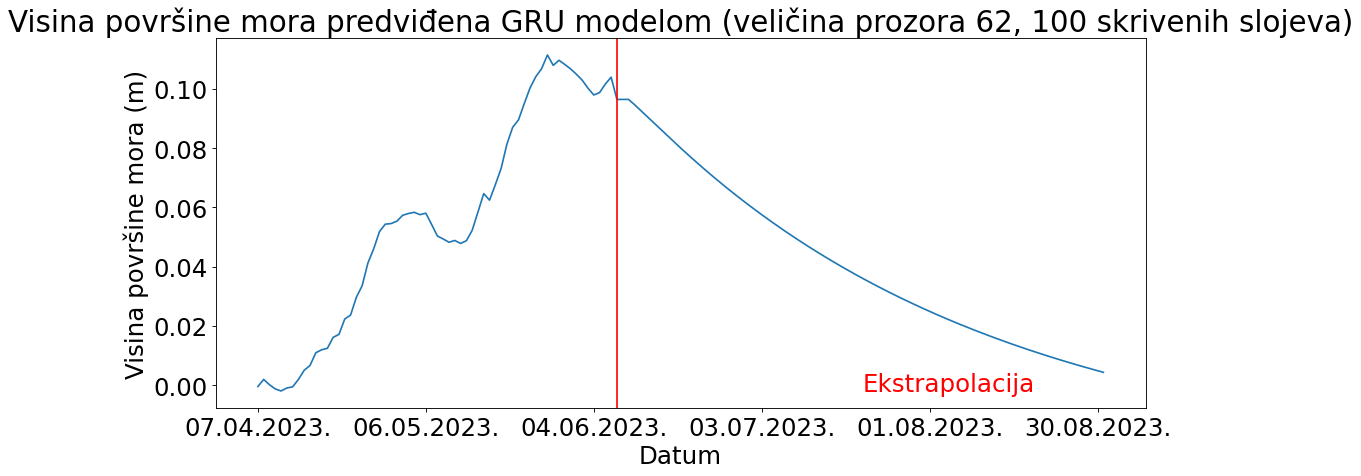 Visina površine mora predviđena GRU modelom (veličina prozora 62, 100 skrivenih slojeva)
Visina površine mora (m)
0.10
0.08
0.06
0.04
0.02
0.00
Ekstrapolacija
07.04.2023. 06.05.2023. 04.06.2023. 03.07.2023. 01.08.2023. 30.08.2023.
Datum